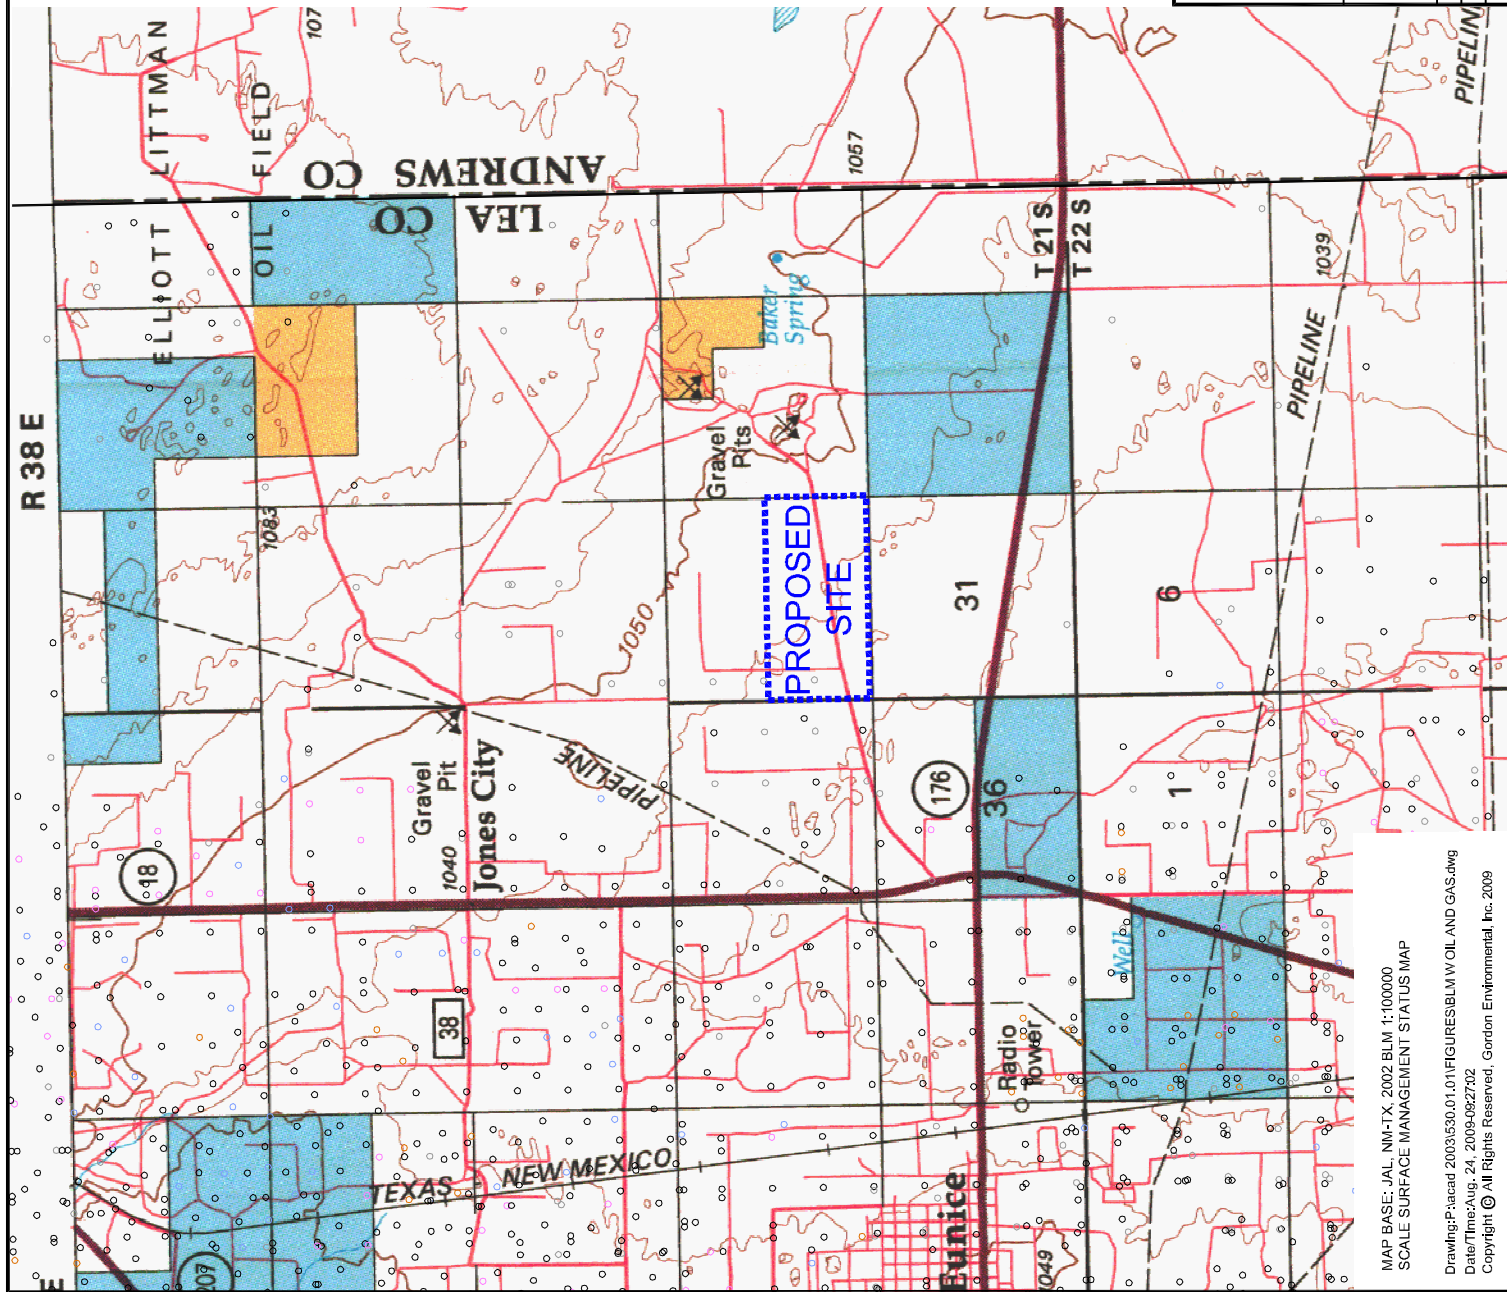 LITTMAN
FIELD
107
ANDREWS CO
LEA CO
ELLIOTT
OIL
R 38 E
1083
1057
T 21 S
T 22 S
1039
PIPELINE
PIPELINE
Baker
Spring
Gravel
Pits
PROPOSED
SITE
1050
31
6
36
1
176
18
Gravel
Pit
1040
Jones City
PIPELINE
38
Well
Radio
Tower
TEXAS
NEW MEXICO
Eunice
1049
207
E
MAP BASE: JAL, NM-TX, 2002 BLM 1:100000
SCALE SURFACE MANAGEMENT STATUS MAP
Drawing:P:\acad 2003\530.01.01\FIGURES\BLM W OIL AND GAS.dwg
Date/Time:Aug. 24, 2009-09:27:02
Copyright © All Rights Reserved, Gordon Environmental, Inc. 2009